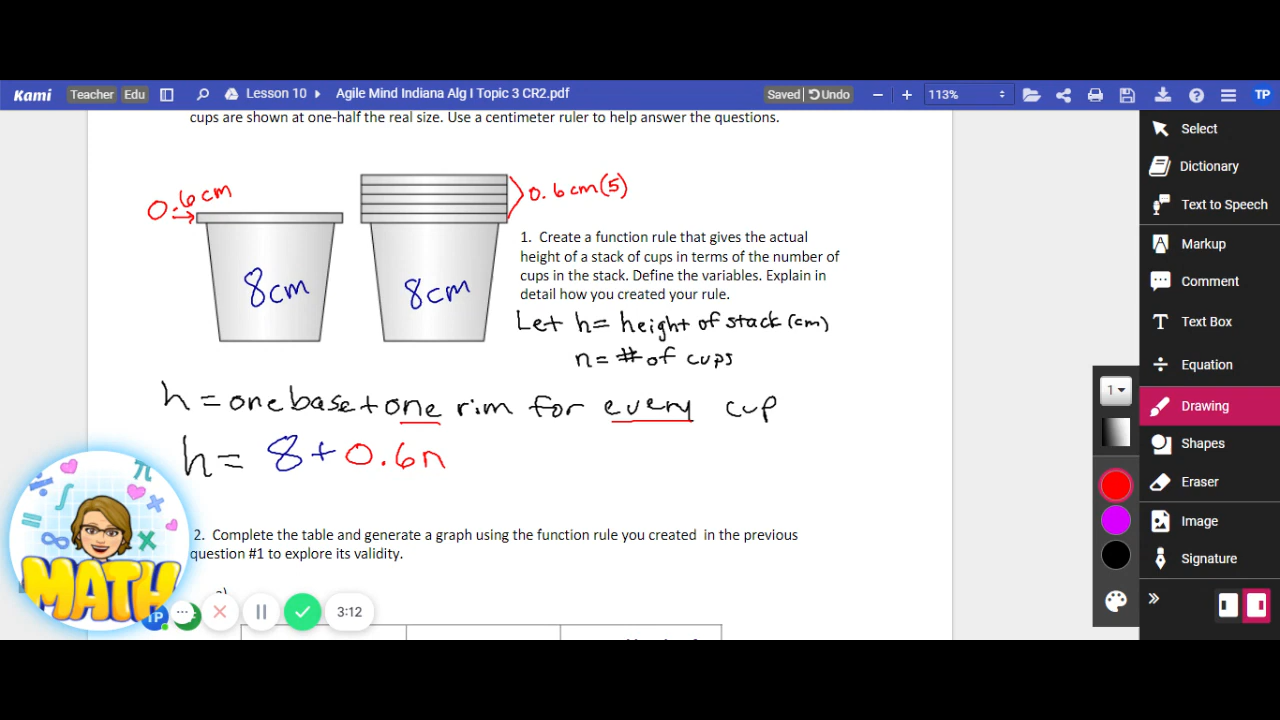 Kami Teacher Edu Lesson 10 Agile Mind Indiana Alg I Topic 3 CR2.pdf Saved Undo 113% TP
cups are shown at one-half the real size. Use a centimeter ruler to help answer the questions.
0.6cm
0.6cm(5)
8cm
8cm
1. Create a function rule that gives the actual
height of a stack of cups in terms of the number of
cups in the stack. Define the variables. Explain in
detail how you created your rule.
Let h= height of stack (cm)
n= # of cups
h = one base + one rim for every cup
h = 8 + 0.6n
2. Complete the table and generate a graph using the function rule you created in the previous
question #1 to explore its validity.
a)
MATH
TP
3:12
Select
Dictionary
Text to Speech
Markup
Comment
Text Box
Equation
1
Drawing
Shapes
Eraser
Image
Signature